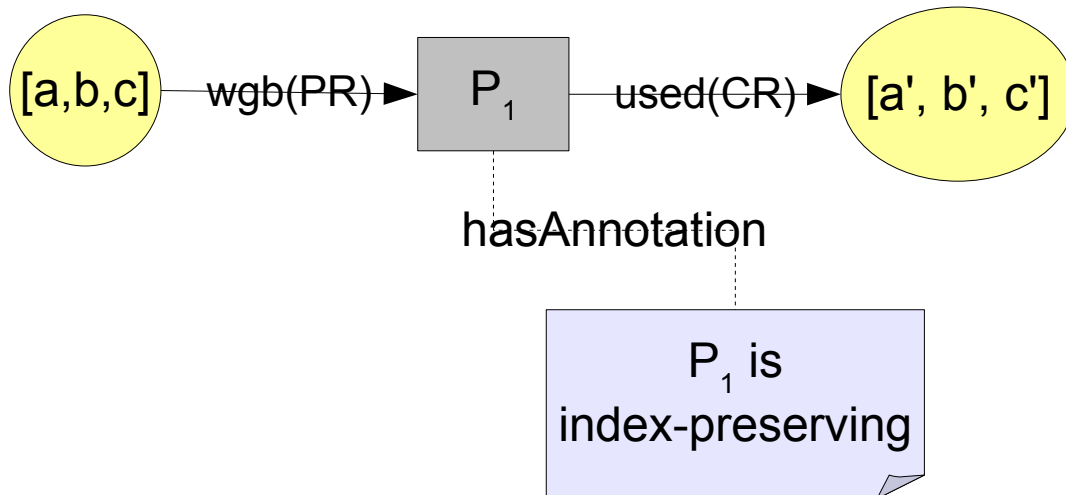 [a,b,c]
wgb(PR)
P₁
used(CR)
[a', b', c']
hasAnnotation
P₁ is
index-preserving